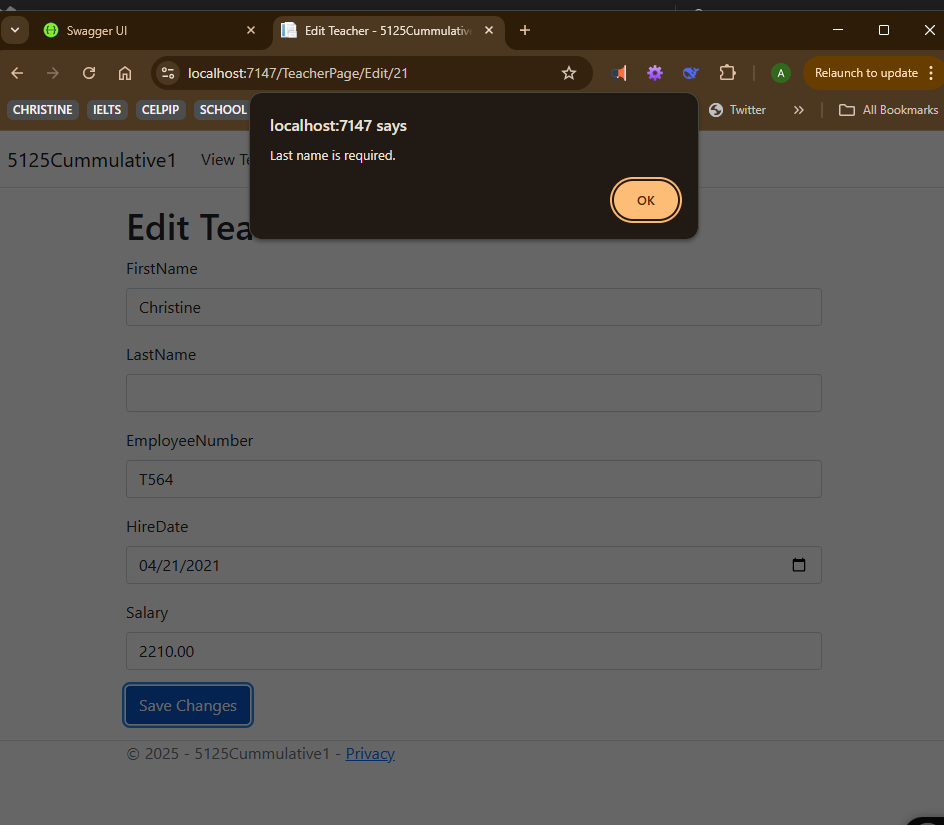 Swagger UI
Edit Teacher - 5125Cummulativ
localhost:7147/TeacherPage/Edit/21
A
Relaunch to update
CHRISTINE
IELTS
CELPIP
SCHOOL
Twitter
All Bookmarks
localhost:7147 says
Last name is required.
OK
5125Cummulative1
View Te
Edit Tea
FirstName
Christine
LastName
EmployeeNumber
T564
HireDate
04/21/2021
Salary
2210.00
Save Changes
© 2025 - 5125Cummulative1 - Privacy